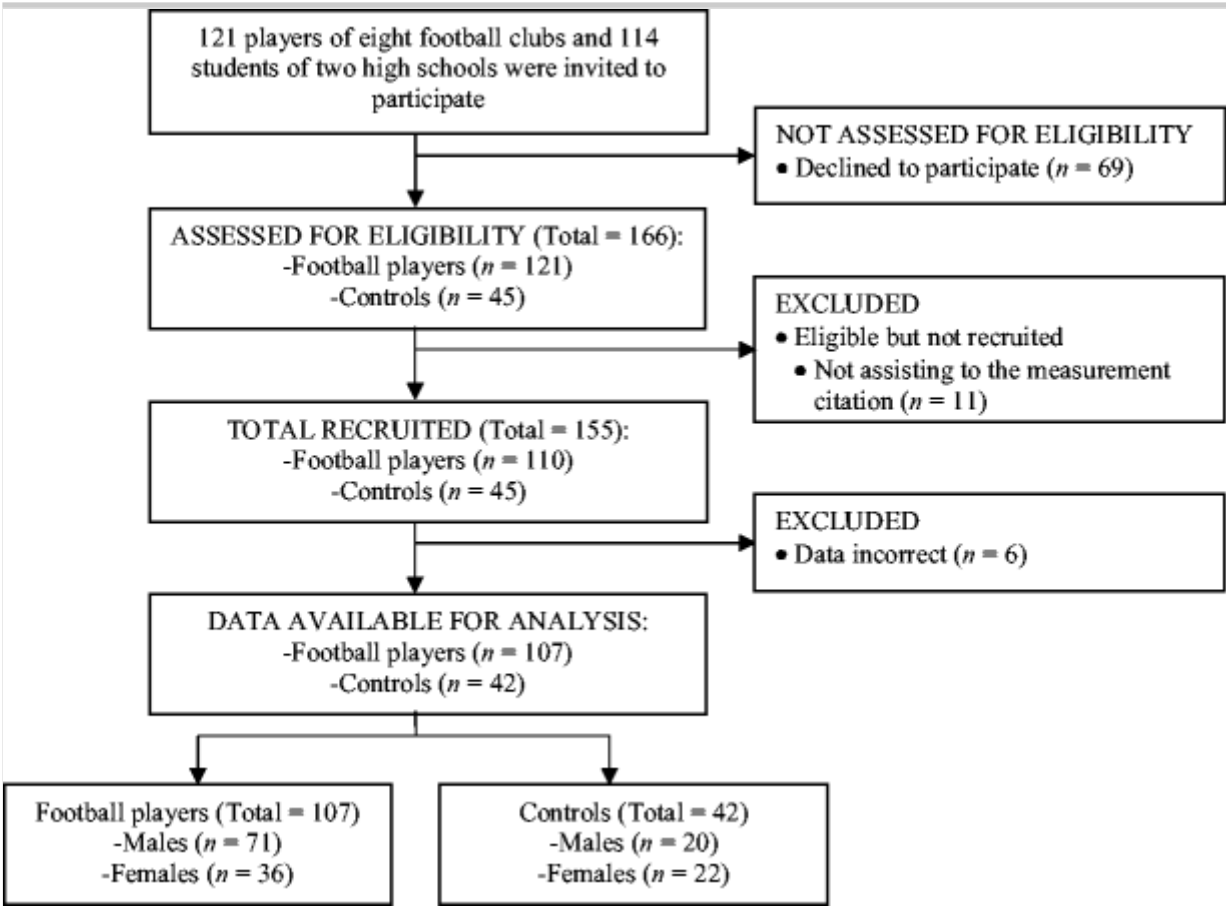 121 players of eight football clubs and 114
students of two high schools were invited to
participate
NOT ASSESSED FOR ELIGIBILITY
• Declined to participate (n = 69)
ASSESSED FOR ELIGIBILITY (Total = 166):
-Football players (n = 121)
-Controls (n = 45)
EXCLUDED
• Eligible but not recruited
• Not assisting to the measurement
citation (n = 11)
TOTAL RECRUITED (Total = 155):
-Football players (n = 110)
-Controls (n = 45)
EXCLUDED
• Data incorrect (n = 6)
DATA AVAILABLE FOR ANALYSIS:
-Football players (n = 107)
-Controls (n = 42)
Football players (Total = 107)
-Males (n = 71)
-Females (n = 36)
Controls (Total = 42)
-Males (n = 20)
-Females (n = 22)